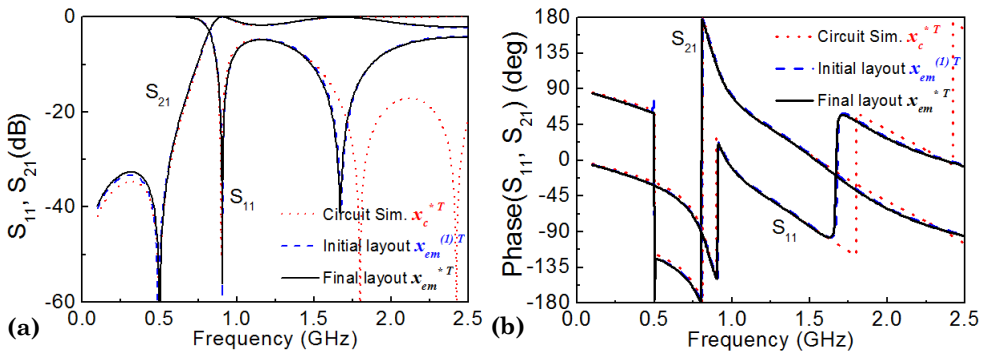 S11, S21(dB)
0
-20
-40
-60
S21
S11
Circuit Sim. xc*T
Initial layout xem(1) T
Final layout xem*T
0.0 0.5 1.0 1.5 2.0 2.5
Frequency (GHz)
(a)
Phase(S11, S21) (deg)
180
135
90
45
0
-45
-90
-135
-180
S21
S11
Circuit Sim. xc*T
Initial layout xem(1) T
Final layout xem*T
0.0 0.5 1.0 1.5 2.0 2.5
Frequency (GHz)
(b)